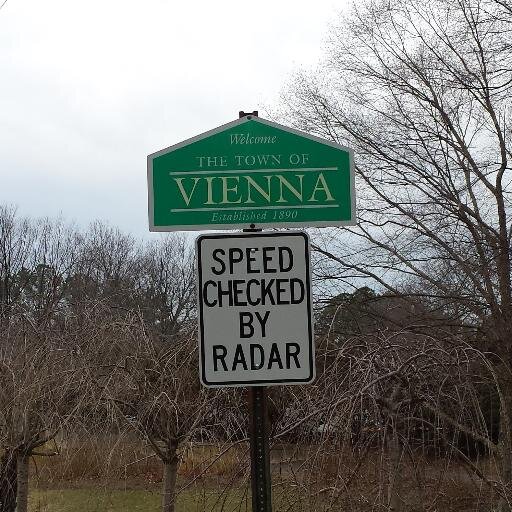 Welcome
THE TOWN OF
VIENNA
Established 1890
SPEED
CHECKED
BY
RADAR